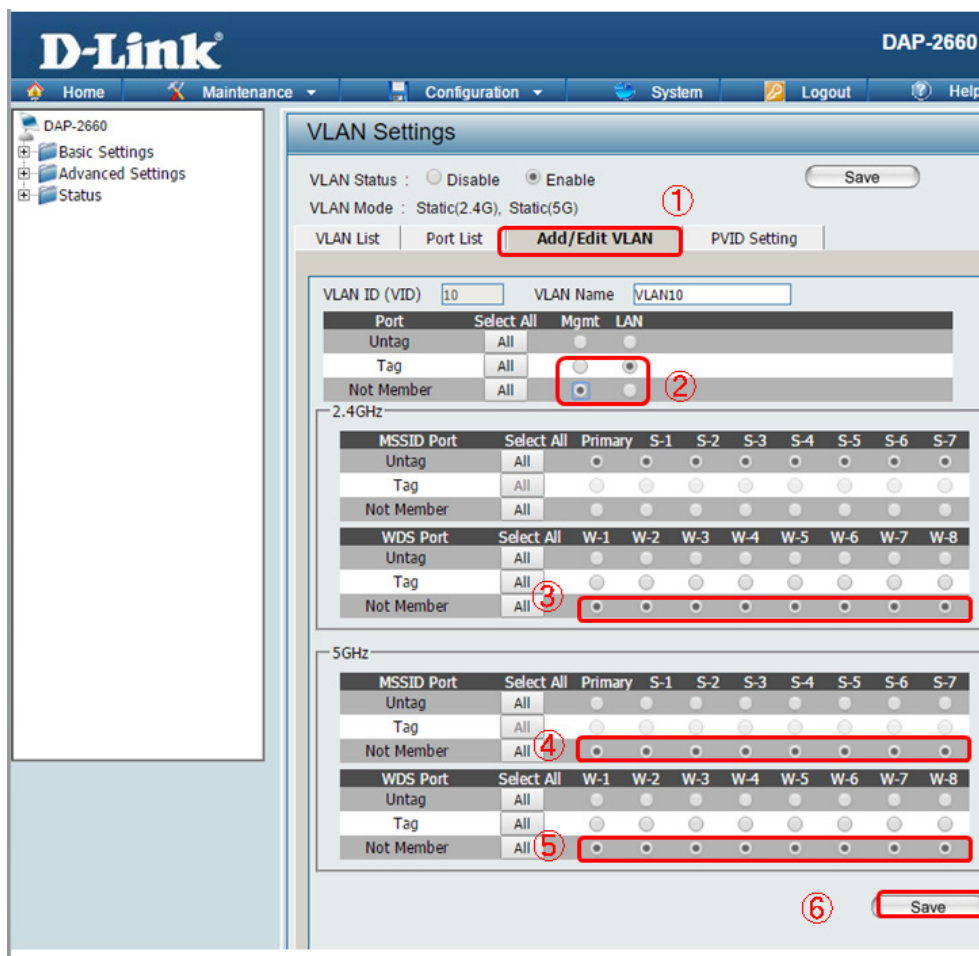 D-Link
DAP-2660
Home Maintenance Configuration System Logout Help
DAP-2660
Basic Settings
Advanced Settings
Status
VLAN Settings
VLAN Status : Disable Enable Save
VLAN Mode : Static(2.4G), Static(5G)
①
VLAN List Port List Add/Edit VLAN PVID Setting
VLAN ID (VID) 10 VLAN Name VLAN10
Port Select All Mgmt LAN
Untag All
Tag All
Not Member All
②
2.4GHz
MSSID Port Select All Primary S-1 S-2 S-3 S-4 S-5 S-6 S-7
Untag All
Tag All
Not Member All
WDS Port Select All W-1 W-2 W-3 W-4 W-5 W-6 W-7 W-8
Untag All
Tag All
Not Member All ③
5GHz
MSSID Port Select All Primary S-1 S-2 S-3 S-4 S-5 S-6 S-7
Untag All
Tag All
Not Member All ④
WDS Port Select All W-1 W-2 W-3 W-4 W-5 W-6 W-7 W-8
Untag All
Tag All
Not Member All ⑤
⑥ Save